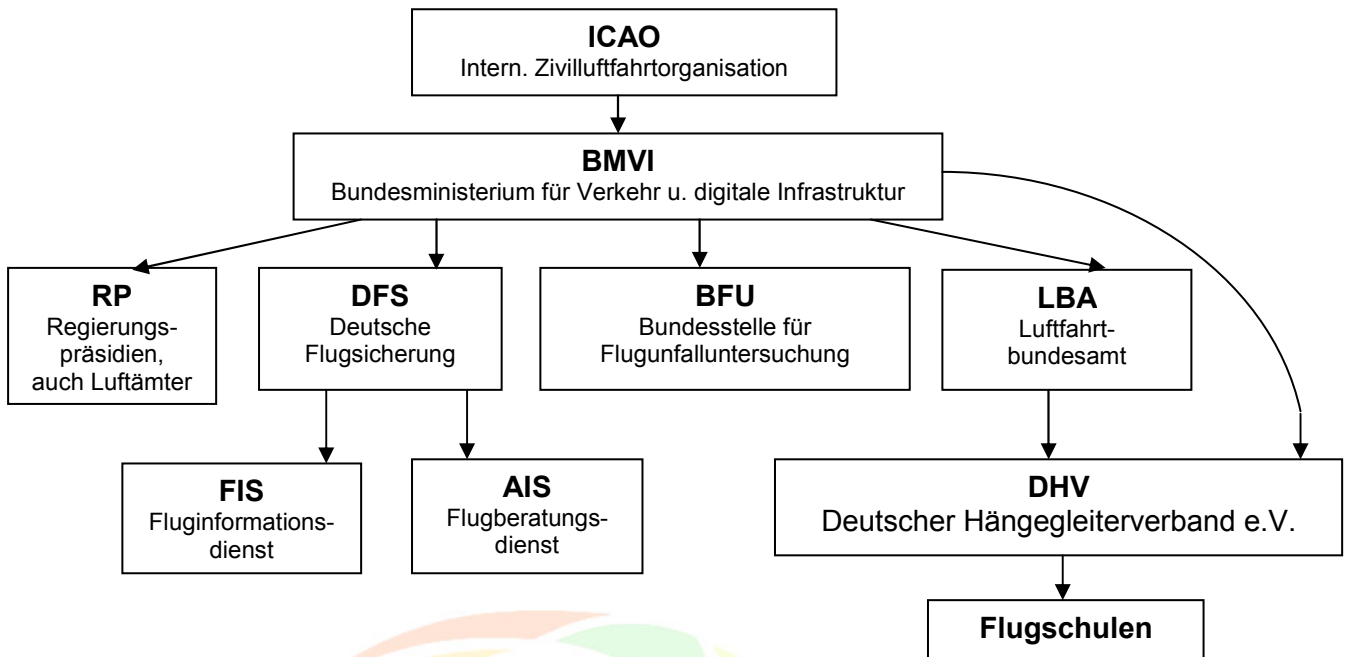 ICAO
Intern. Zivilluftfahrtorganisation
BMVI
Bundesministerium für Verkehr u. digitale Infrastruktur
RP
Regierungs-
präsidien,
auch Luftämter
DFS
Deutsche
Flugsicherung
BFU
Bundesstelle für
Flugunfalluntersuchung
LBA
Luftfahrt-
bundesamt
FIS
Fluginformations-
dienst
AIS
Flugberatungs-
dienst
DHV
Deutscher Hängegleiterverband e.V.
Flugschulen